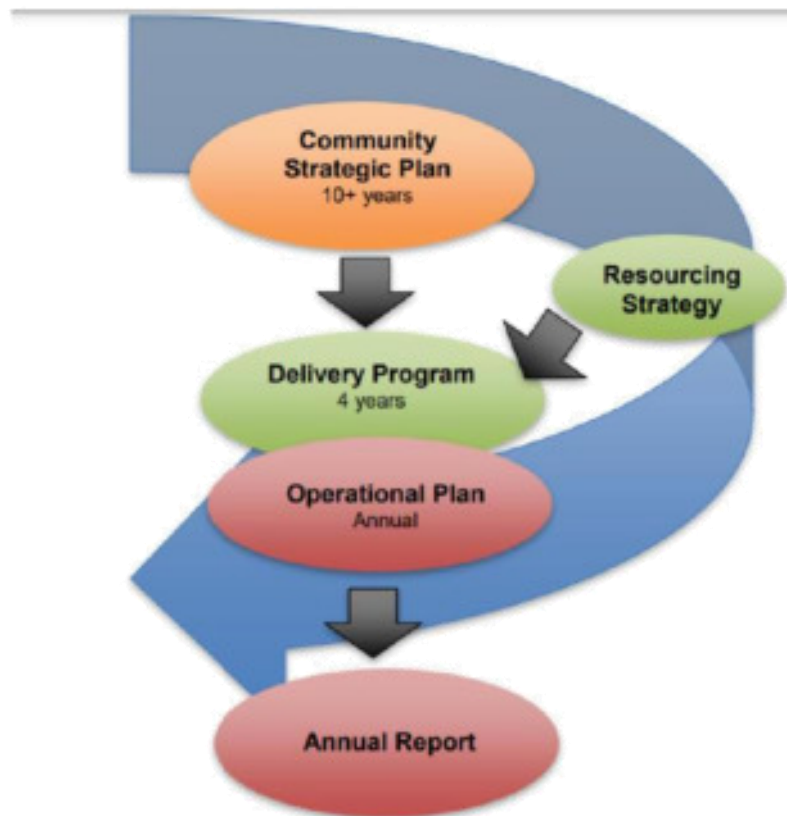 Community
Strategic Plan
10+ years
Resourcing
Strategy
Delivery Program
4 years
Operational Plan
Annual
Annual Report